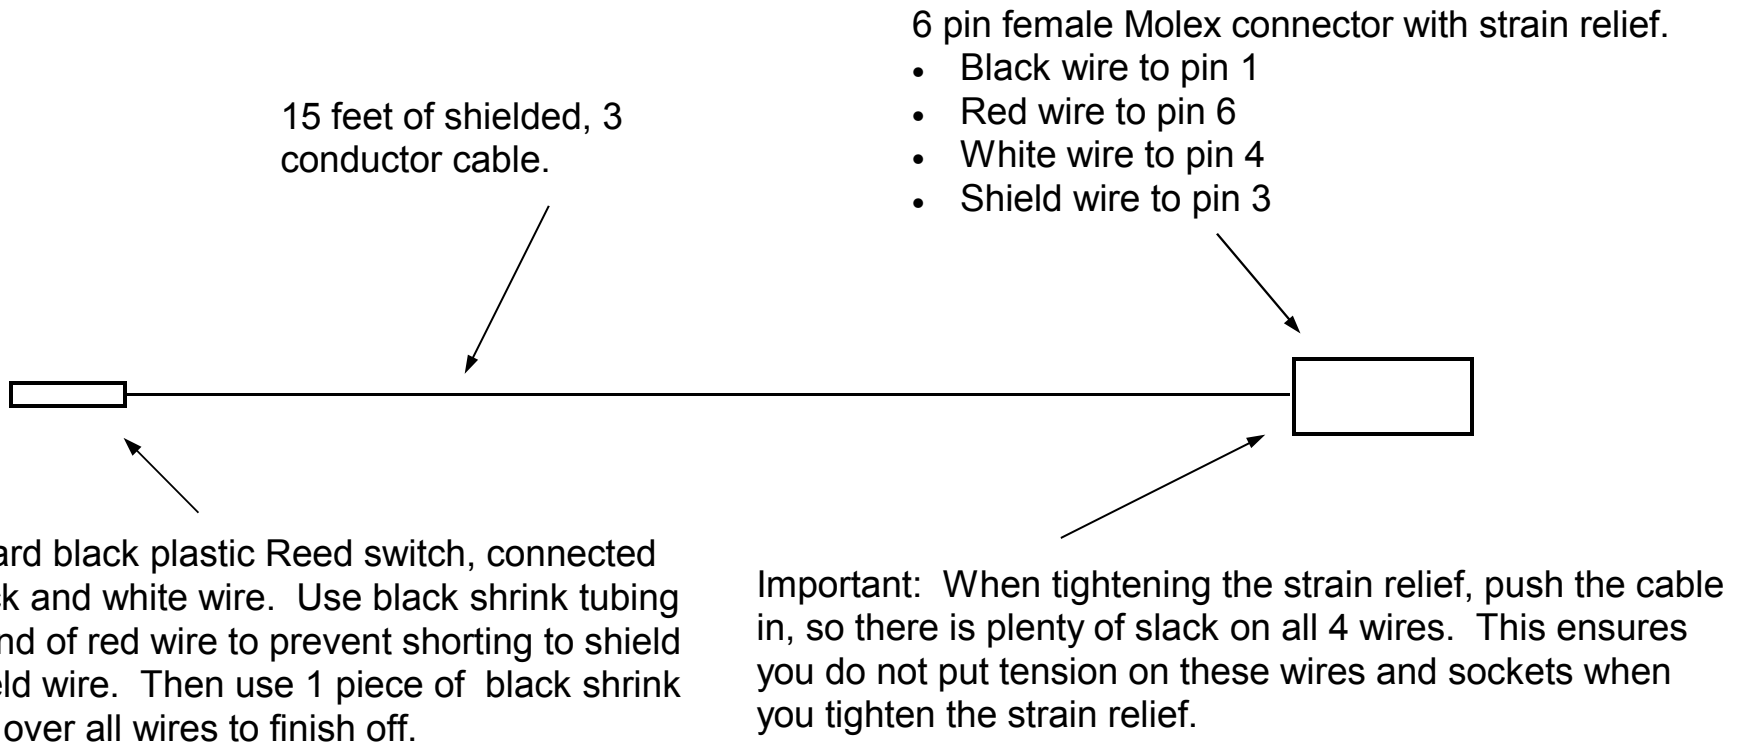 6 pin female Molex connector with strain relief.
• Black wire to pin 1
• Red wire to pin 6
• White wire to pin 4
• Shield wire to pin 3
15 feet of shielded, 3
conductor cable.
black plastic Reed switch, connected
and white wire. Use black shrink tubing
of red wire to prevent shorting to shield
wire. Then use 1 piece of black shrink
over all wires to finish off.
Important: When tightening the strain relief, push the cable
in, so there is plenty of slack on all 4 wires. This ensures
you do not put tension on these wires and sockets when
you tighten the strain relief.